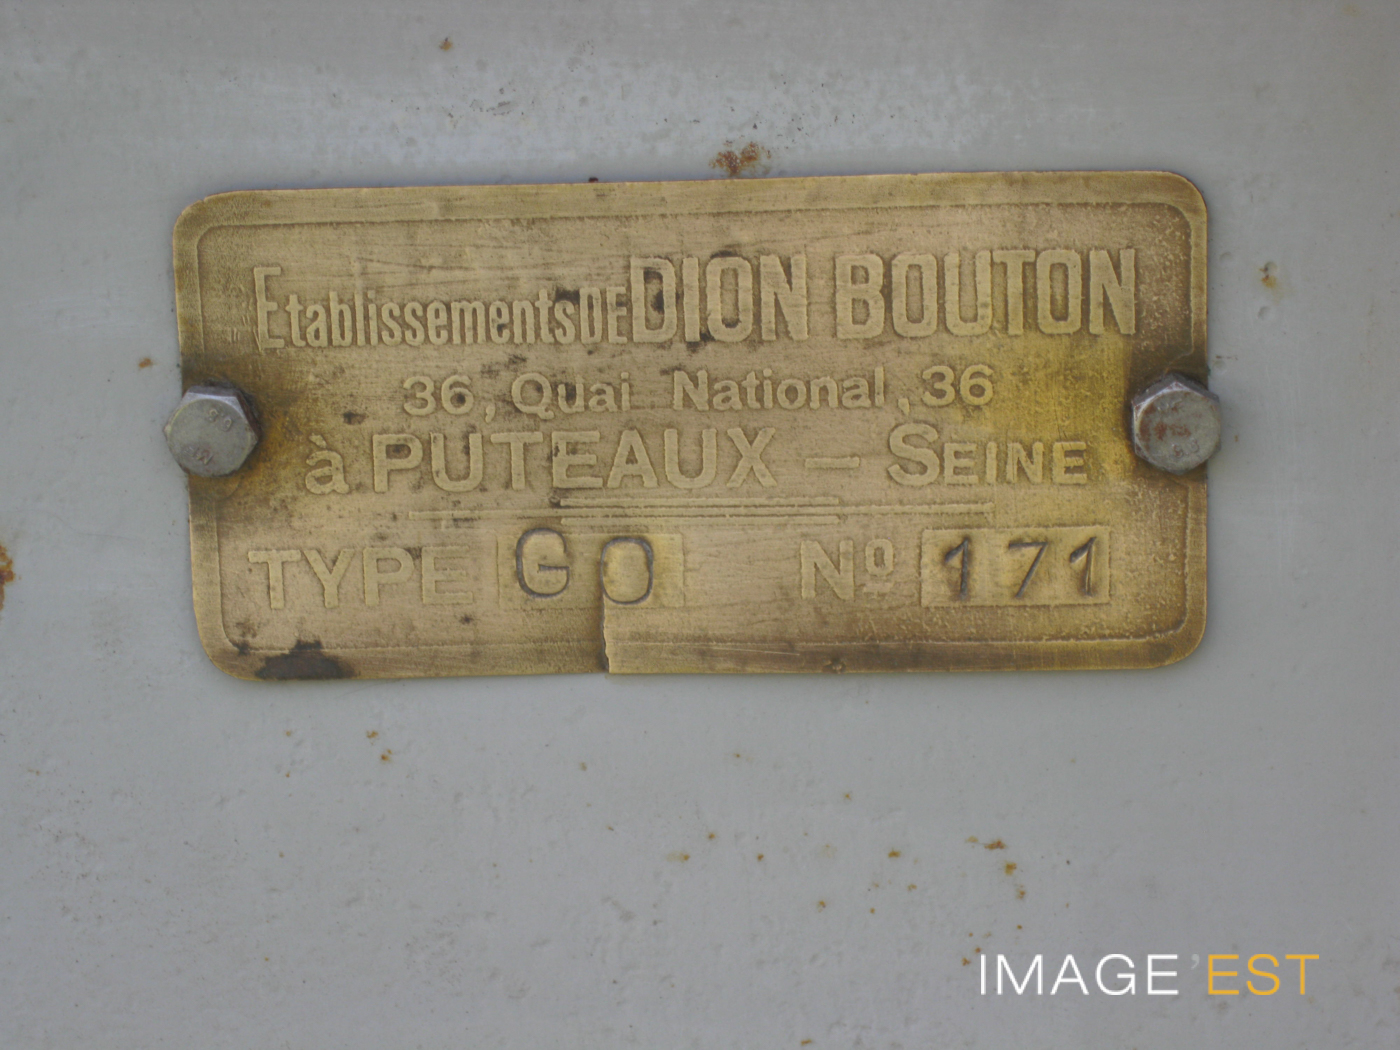 Etablissements DE DION BOUTON
36, Quai National, 36
à PUTEAUX - SEINE
TYPE GO Nº 171
IMAGE'EST